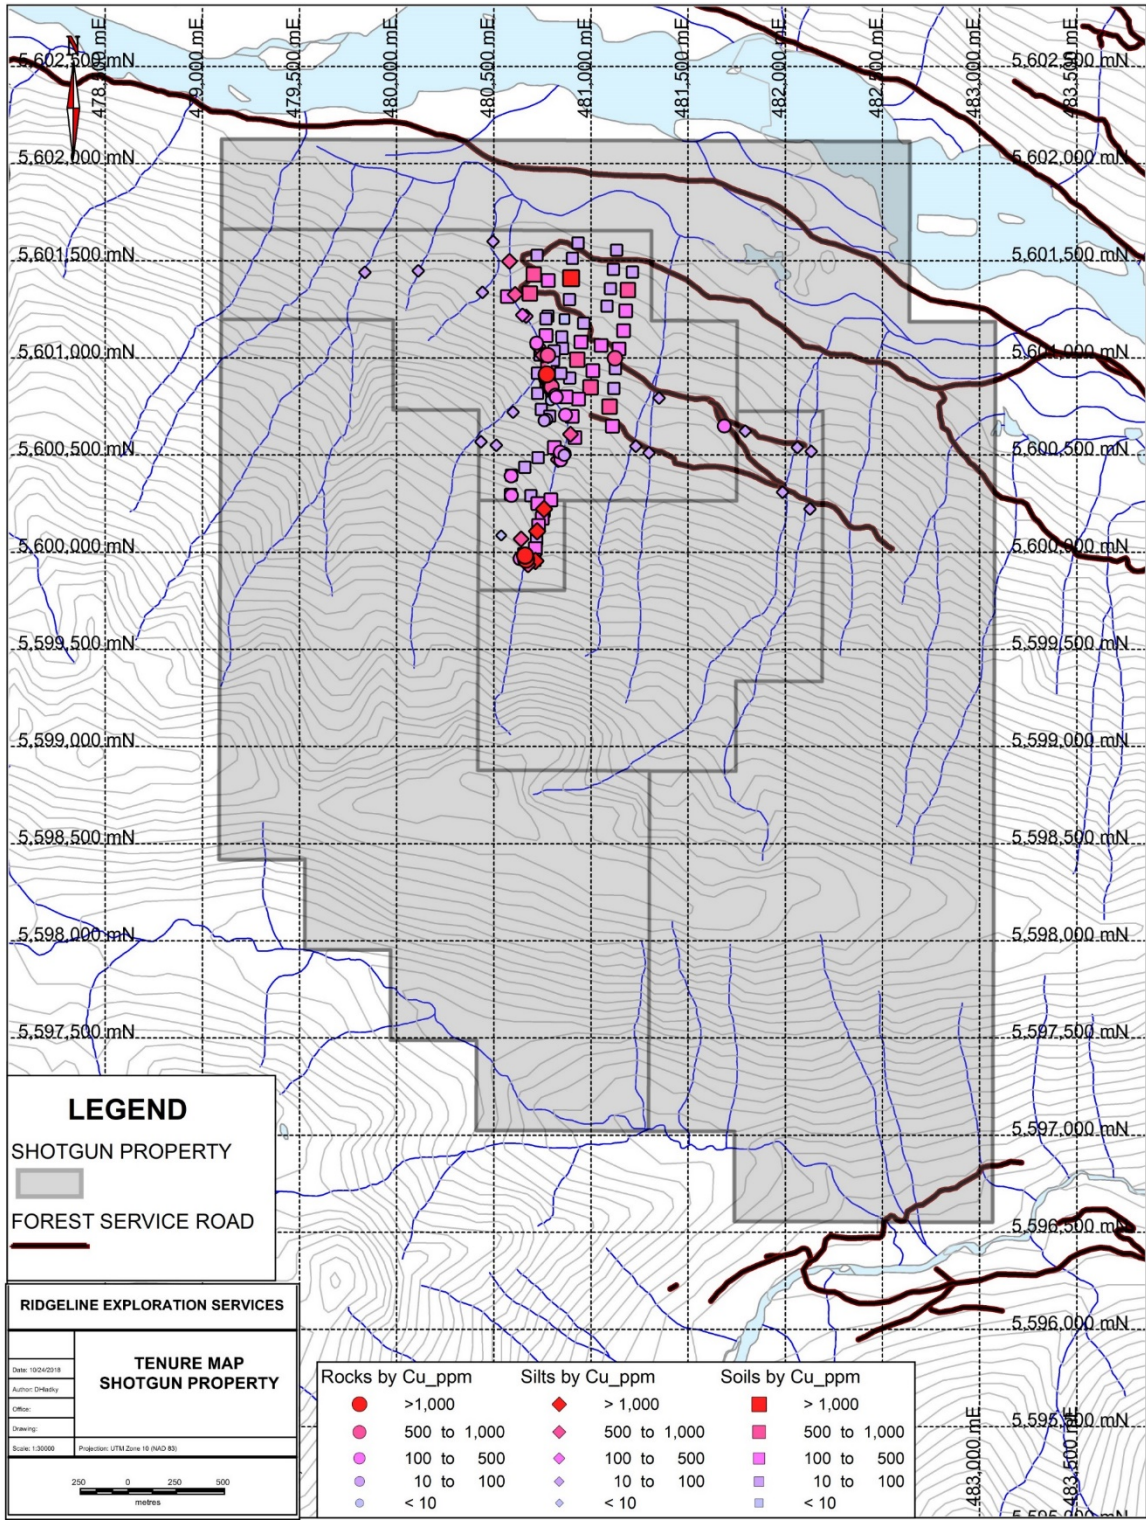 N
478,500 mE
479,000 mE
479,500 mE
480,000 mE
480,500 mE
481,000 mE
481,500 mE
482,000 mE
482,500 mE
483,000 mE
483,500 mE
5,602,500 mN 5,602,500 mN
5,602,000 mN 5,602,000 mN
5,601,500 mN 5,601,500 mN
5,601,000 mN 5,601,000 mN
5,600,500 mN 5,600,500 mN
5,600,000 mN 5,600,000 mN
5,599,500 mN 5,599,500 mN
5,599,000 mN 5,599,000 mN
5,598,500 mN 5,598,500 mN
5,598,000 mN 5,598,000 mN
5,597,500 mN 5,597,500 mN
5,597,000 mN
5,596,500 mN
5,596,000 mN
5,595,500 mN
483,000 mE
483,500 mE
LEGEND
SHOTGUN PROPERTY
FOREST SERVICE ROAD
RIDGELINE EXPLORATION SERVICES
Date: 10/24/2018
Author: DHladky
Office:
Drawing:
Scale: 1:30000
TENURE MAP
SHOTGUN PROPERTY
Projection: UTM Zone 10 (NAD 83)
250 0 250 500
metres
Rocks by Cu_ppm Silts by Cu_ppm Soils by Cu_ppm
>1,000 > 1,000 > 1,000
500 to 1,000 500 to 1,000 500 to 1,000
100 to 500 100 to 500 100 to 500
10 to 100 10 to 100 10 to 100
< 10 < 10 < 10